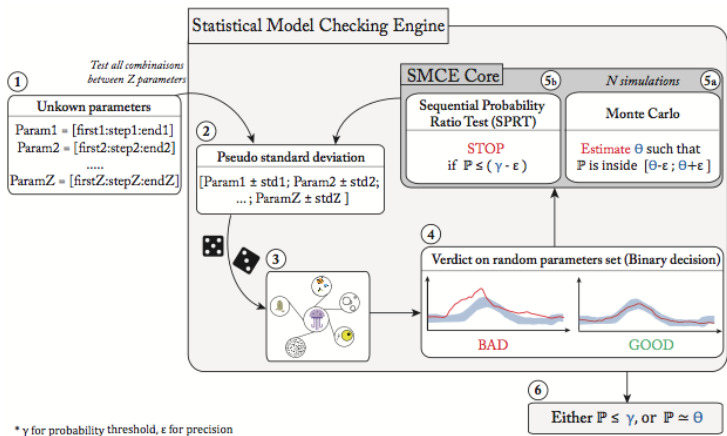 Statistical Model Checking Engine
Test all combinaisons
between Z parameters
1
Unkown parameters
Param1 = [first1:step1:end1]
Param2 = [first2:step2:end2]
.....
ParamZ = [firstZ:stepZ:endZ]
2
Pseudo standard deviation
[Param1 ± std1; Param2 ± std2;
... ; ParamZ ± stdZ ]
SMCE Core
5b
N simulations
5a
Sequential Probability
Ratio Test (SPRT)
STOP
if ℙ ≤ ( γ - ε )
Monte Carlo
Estimate θ such that
ℙ is inside [θ-ε ; θ+ε ]
3
4
Verdict on random parameters set (Binary decision)
BAD
GOOD
6
Either ℙ ≤ γ, or ℙ ≃ θ
* γ for probability threshold, ε for precision